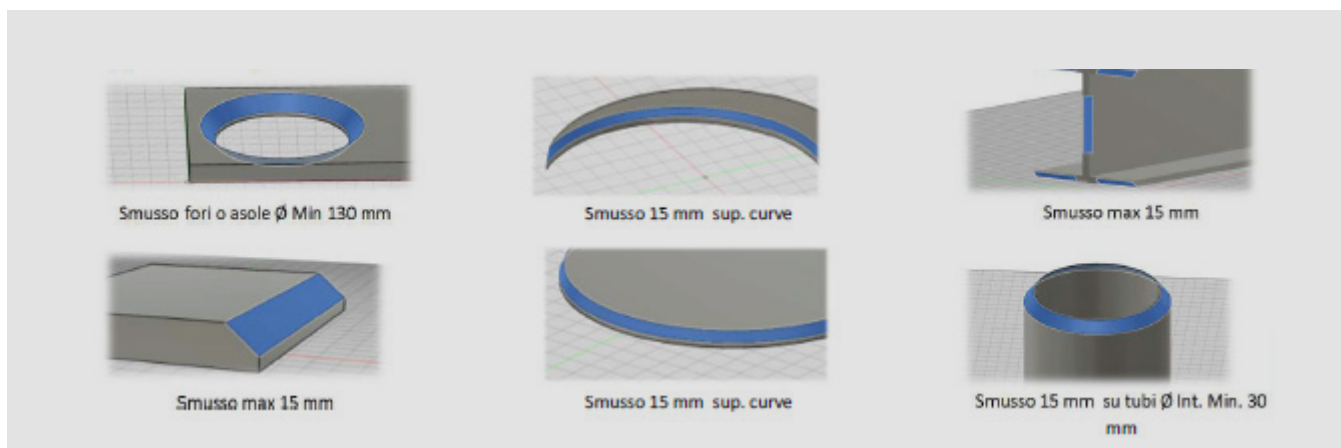 Smusso fori o asole Ø Min 130 mm
Smusso 15 mm sup. curve
Smusso max 15 mm
Smusso max 15 mm
Smusso 15 mm sup. curve
Smusso 15 mm su tubi Ø Int. Min. 30
mm